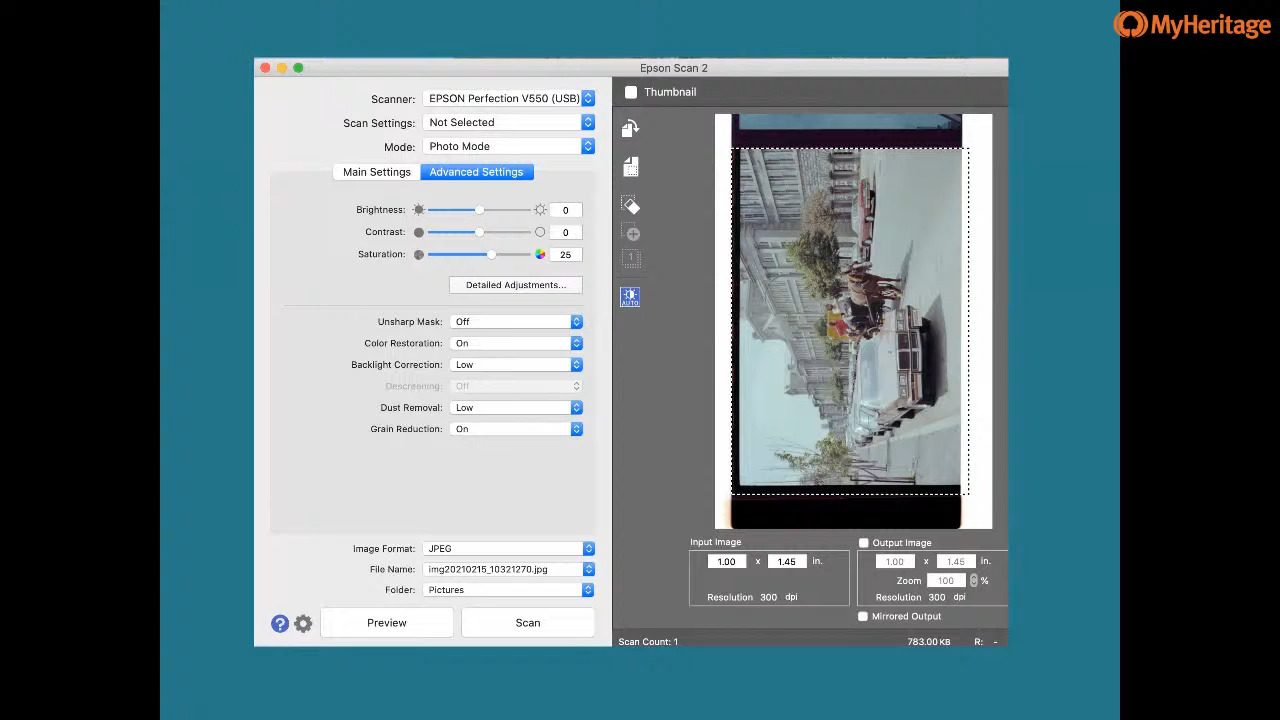 MyHeritage
Epson Scan 2
Scanner: EPSON Perfection V550 (USB)
Scan Settings: Not Selected
Mode: Photo Mode
Main Settings Advanced Settings
Brightness: 0
Contrast: 0
Saturation: 25
Detailed Adjustments...
Unsharp Mask: Off
Color Restoration: On
Backlight Correction: Low
Descreening: Off
Dust Removal: Low
Grain Reduction: On
Image Format: JPEG
File Name: img20210215_10321270.jpg
Folder: Pictures
? Preview Scan
Thumbnail
1
AUTO
Input Image
1.00 x 1.45 in.
Resolution 300 dpi
Output Image
1.00 x 1.45 in.
Zoom 100 %
Resolution 300 dpi
Mirrored Output
Scan Count: 1 783.00 KB R: -